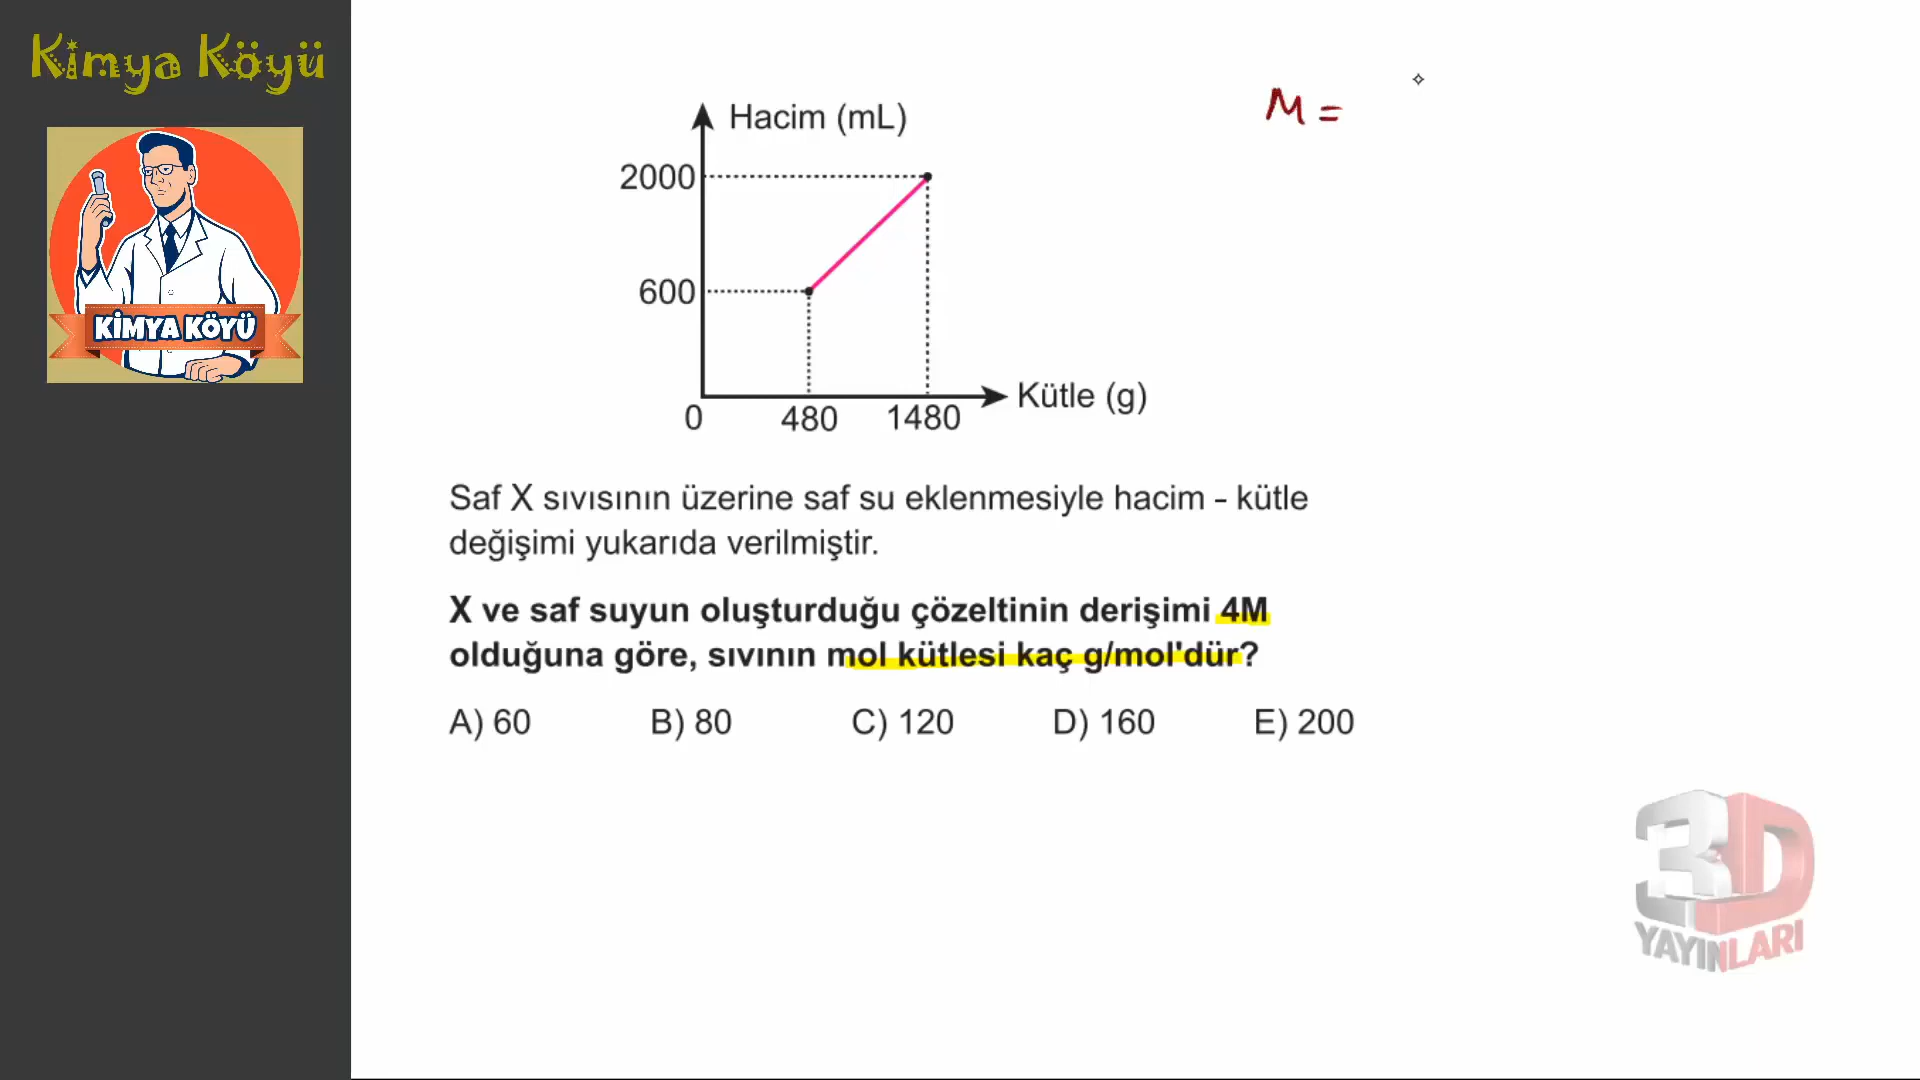 Kimya Köyü
KİMYA KÖYÜ
M =
Hacim (mL)
2000
600
0
480
1480
Kütle (g)
Saf X sıvısının üzerine saf su eklenmesiyle hacim - kütle
değişimi yukarıda verilmiştir.
X ve saf suyun oluşturduğu çözeltinin derişimi 4M
olduğuna göre, sıvının mol kütlesi kaç g/mol'dür?
A) 60 B) 80 C) 120 D) 160 E) 200
3D
YAYINLARI